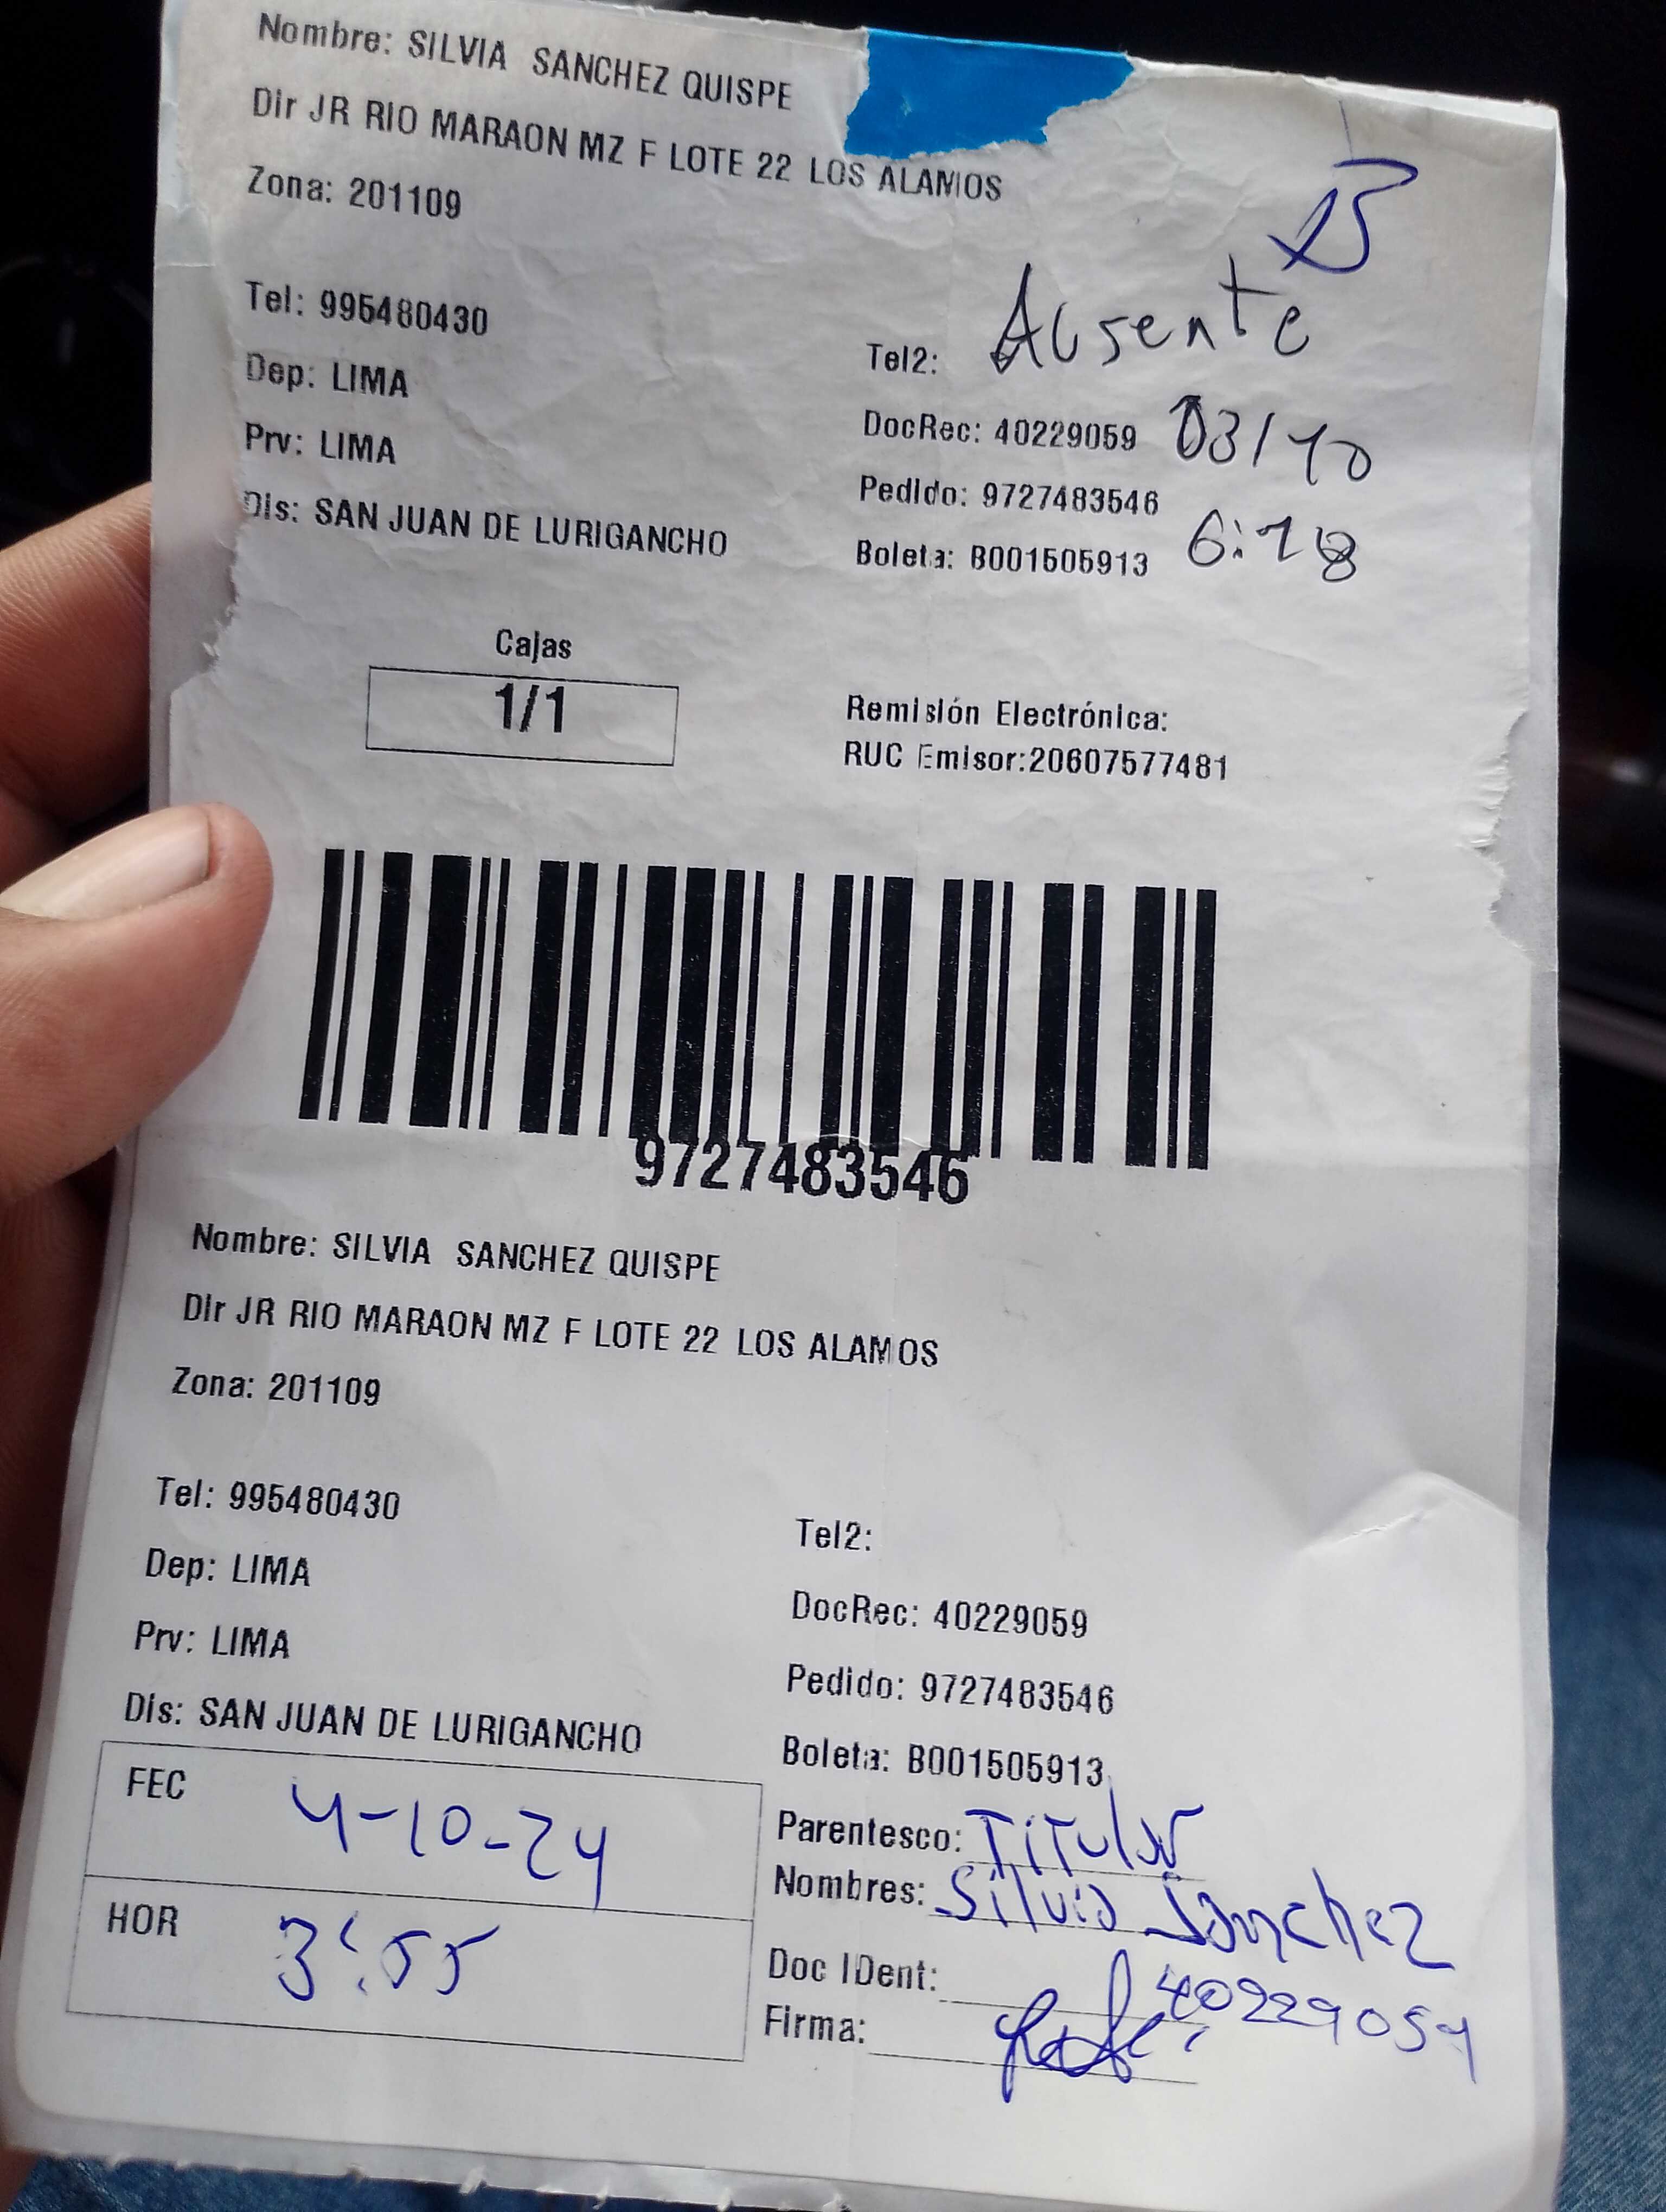 Nombre: SILVIA SANCHEZ QUISPE
Dir JR RIO MARAON MZ F LOTE 22 LOS ALAMOS
Zona: 201109
Tel: 995480430
Tel2:
Ausente
Dep: LIMA
DocRec: 40229059 03/10
Prv: LIMA
Pedido: 9727483546
Dis: SAN JUAN DE LURIGANCHO
Boleta: B001505913 6:18
Cajas
1/1
Remisión Electrónica:
RUC Emisor:20607577481
9727483546
Nombre: SILVIA SANCHEZ QUISPE
Dir JR RIO MARAON MZ F LOTE 22 LOS ALAMOS
Zona: 201109
Tel: 995480430
Tel2:
Dep: LIMA
DocRec: 40229059
Prv: LIMA
Pedido: 9727483546
Dis: SAN JUAN DE LURIGANCHO
Boleta: B001505913
FEC 4-10-24
HOR 3:55
Parentesco: Titular
Nombres: Silvia Sanchez
Doc IDent: 40229059
Firma: